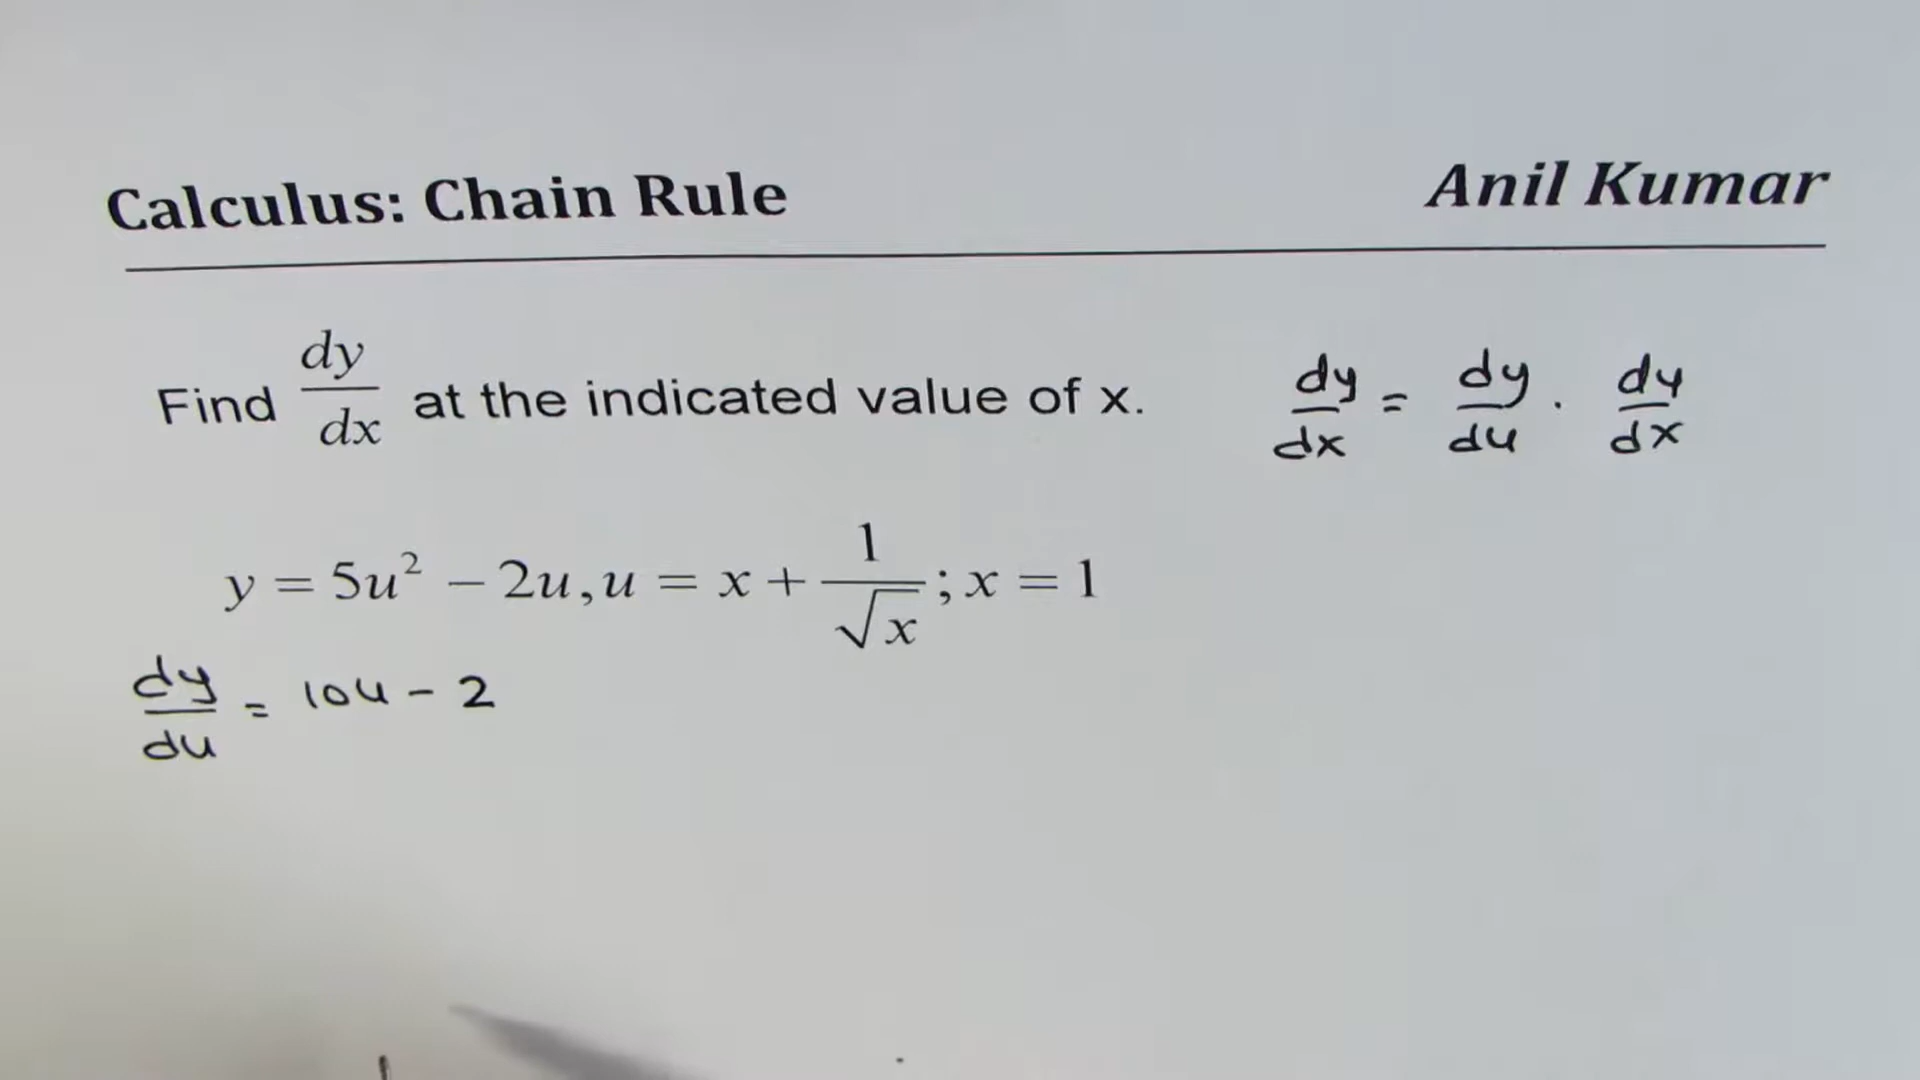 Calculus: Chain Rule Anil Kumar
Find dy/dx at the indicated value of x. dy/dx = dy/du . dy/dx
y = 5u² – 2u, u = x + 1/√x ; x = 1
dy/du = 10u - 2